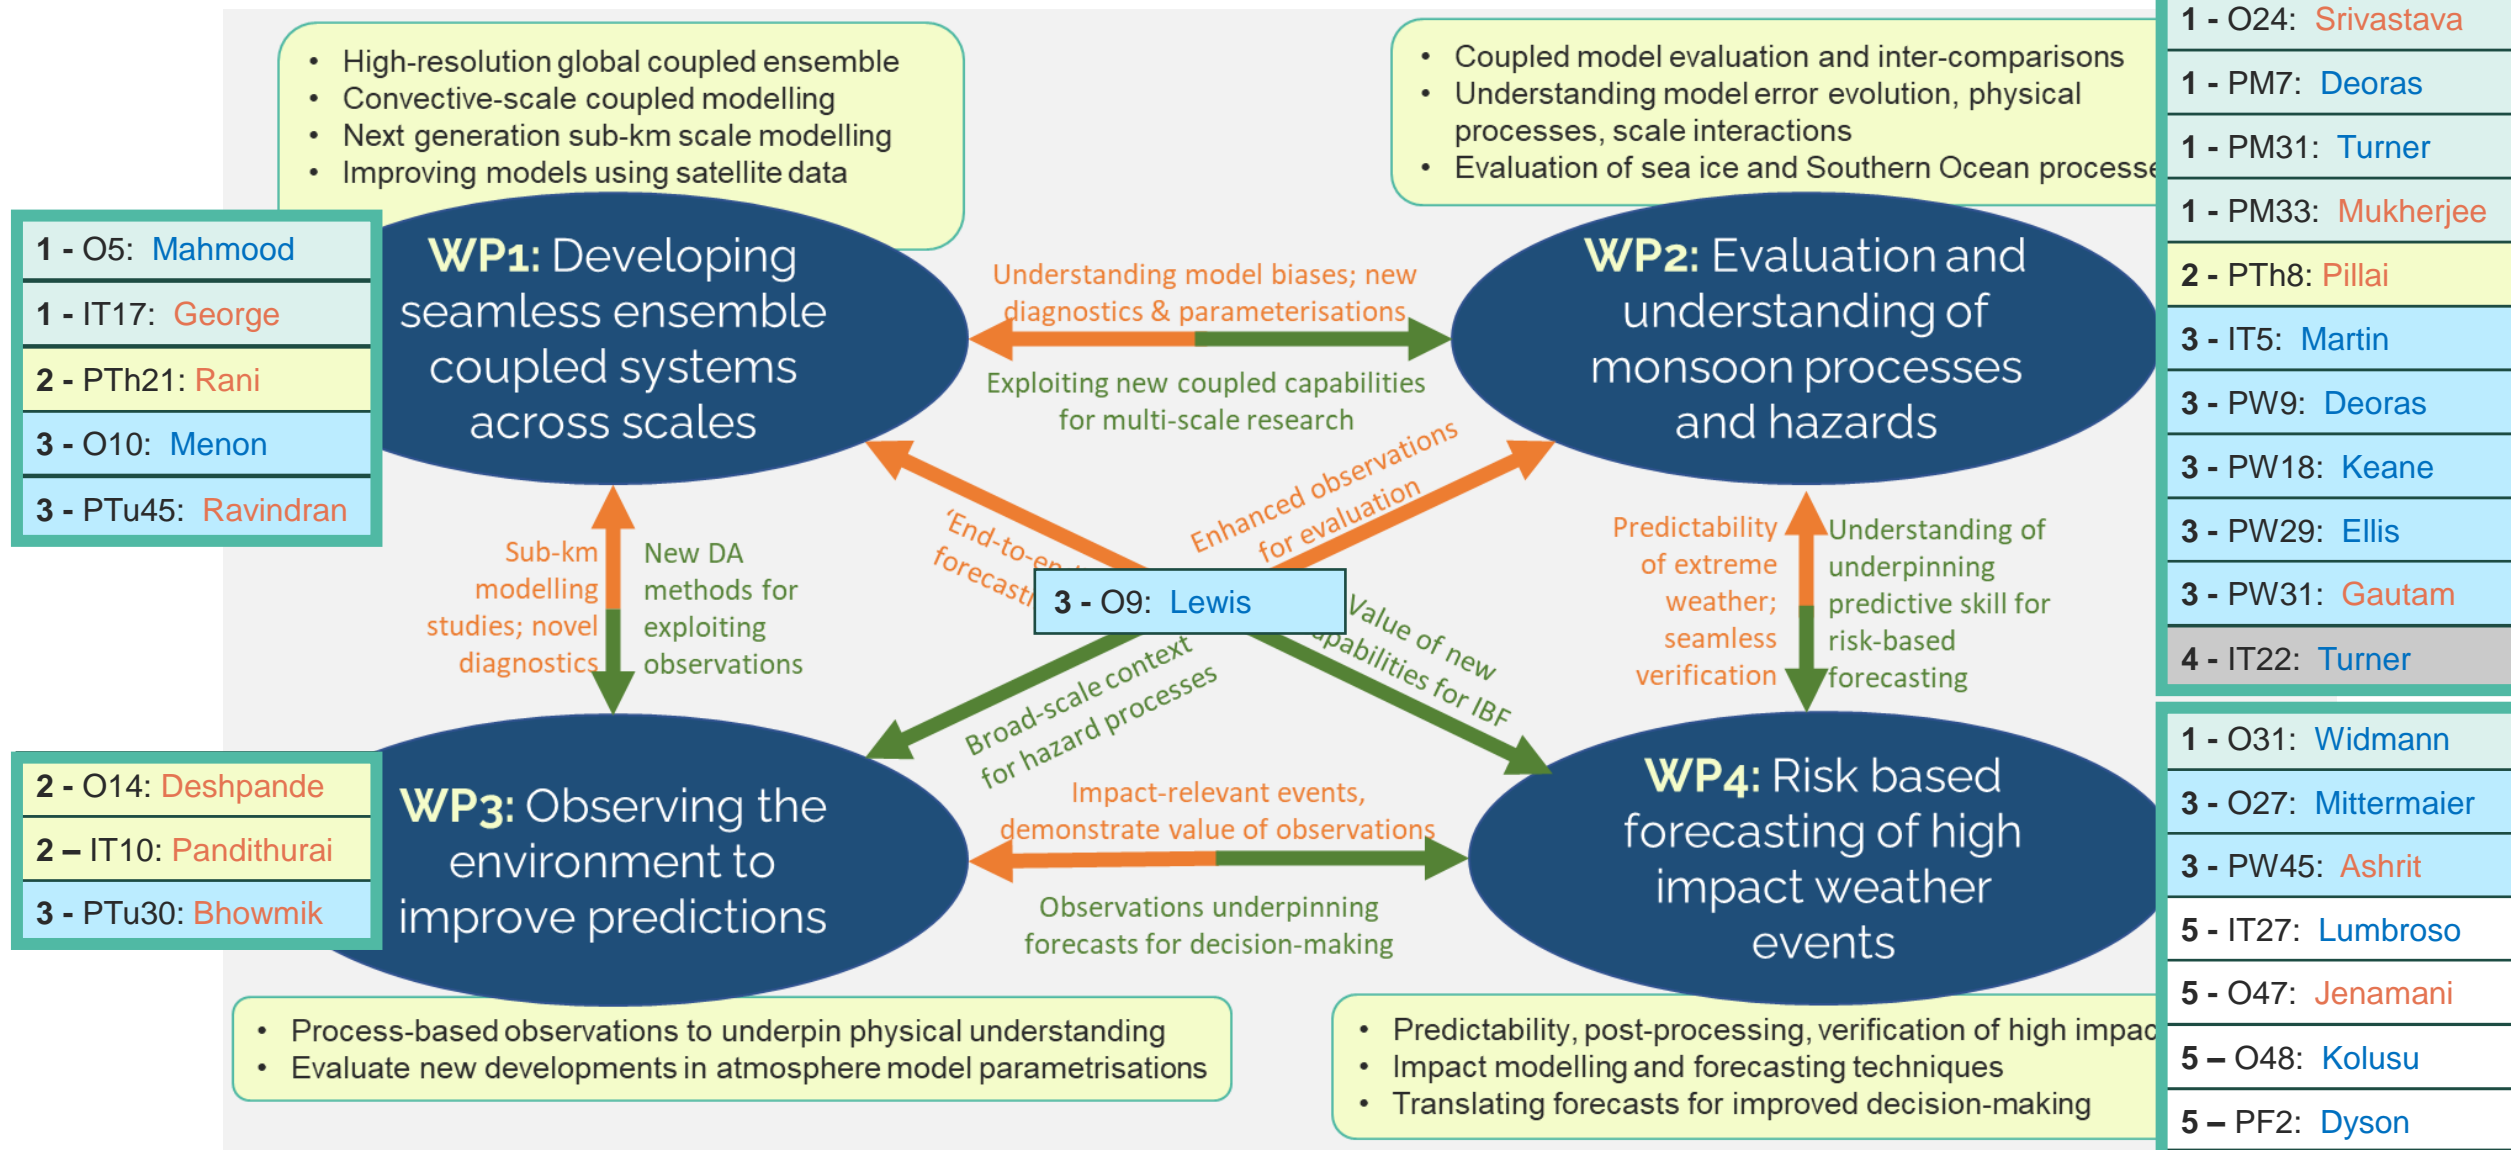 • High-resolution global coupled ensemble
• Convective-scale coupled modelling
• Next generation sub-km scale modelling
• Improving models using satellite data
• Coupled model evaluation and inter-comparisons
• Understanding model error evolution, physical
processes, scale interactions
• Evaluation of sea ice and Southern Ocean processe
1 - O24: Srivastava
1 - PM7: Deoras
1 - PM31: Turner
1 - PM33: Mukherjee
2 - PTh8: Pillai
3 - IT5: Martin
3 - PW9: Deoras
3 - PW18: Keane
3 - PW29: Ellis
3 - PW31: Gautam
4 - IT22: Turner
1 - O5: Mahmood
1 - IT17: George
2 - PTh21: Rani
3 - O10: Menon
3 - PTu45: Ravindran
WP1: Developing
seamless ensemble
coupled systems
across scales
Understanding model biases; new
diagnostics & parameterisations
Exploiting new coupled capabilities
for multi-scale research
WP2: Evaluation and
understanding of
monsoon processes
and hazards
Sub-km
modelling
studies; novel
diagnostics
New DA
methods for
exploiting
observations
‘End-to-en
forecasti
Enhanced observations
for evaluation
3 - O9: Lewis
Broad-scale context
for hazard processes
Value of new
apabilities for IBF
Predictability
of extreme
weather;
seamless
verification
Understanding of
underpinning
predictive skill for
risk-based
forecasting
2 - O14: Deshpande
2 – IT10: Pandithurai
3 - PTu30: Bhowmik
WP3: Observing the
environment to
improve predictions
Impact-relevant events,
demonstrate value of observations
Observations underpinning
forecasts for decision-making
WP4: Risk based
forecasting of high
impact weather
events
1 - O31: Widmann
3 - O27: Mittermaier
3 - PW45: Ashrit
5 - IT27: Lumbroso
5 - O47: Jenamani
5 – O48: Kolusu
5 – PF2: Dyson
• Process-based observations to underpin physical understanding
• Evaluate new developments in atmosphere model parametrisations
• Predictability, post-processing, verification of high impac
• Impact modelling and forecasting techniques
• Translating forecasts for improved decision-making